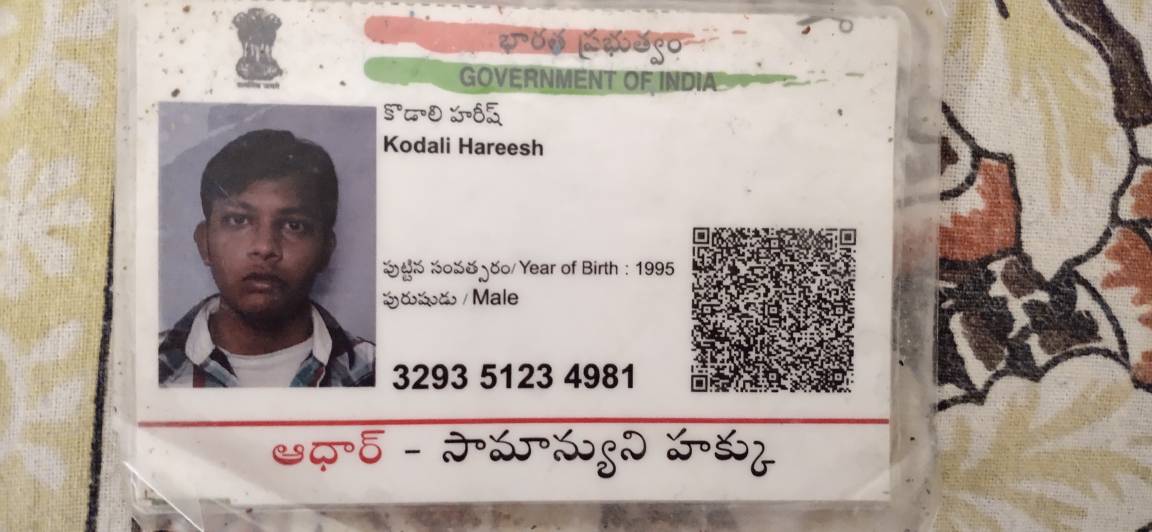 భారత ప్రభుత్వం
GOVERNMENT OF INDIA
కొడాలి హరీష్
Kodali Hareesh
పుట్టిన సంవత్సరం/ Year of Birth : 1995
పురుషుడు / Male
3293 5123 4981
ఆధార్ - సామాన్యుని హక్కు